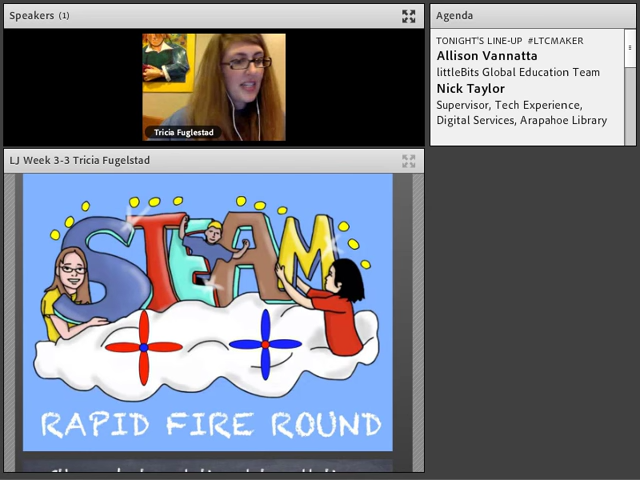 Speakers (1)
Tricia Fuglestad
Agenda
TONIGHT'S LINE-UP #LTCMAKER
Allison Vannatta
littleBits Global Education Team
Nick Taylor
Supervisor, Tech Experience,
Digital Services, Arapahoe Library
LJ Week 3-3 Tricia Fugelstad
STEAM
RAPID FIRE ROUND